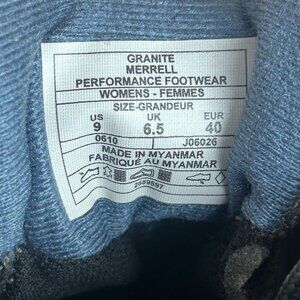 GRANITE
MERRELL
PERFORMANCE FOOTWEAR
WOMENS - FEMMES
SIZE-GRANDEUR
US UK EUR
9 6.5 40
0610 J06026
MADE IN MYANMAR
FABRIQUÉ AU MYANMAR